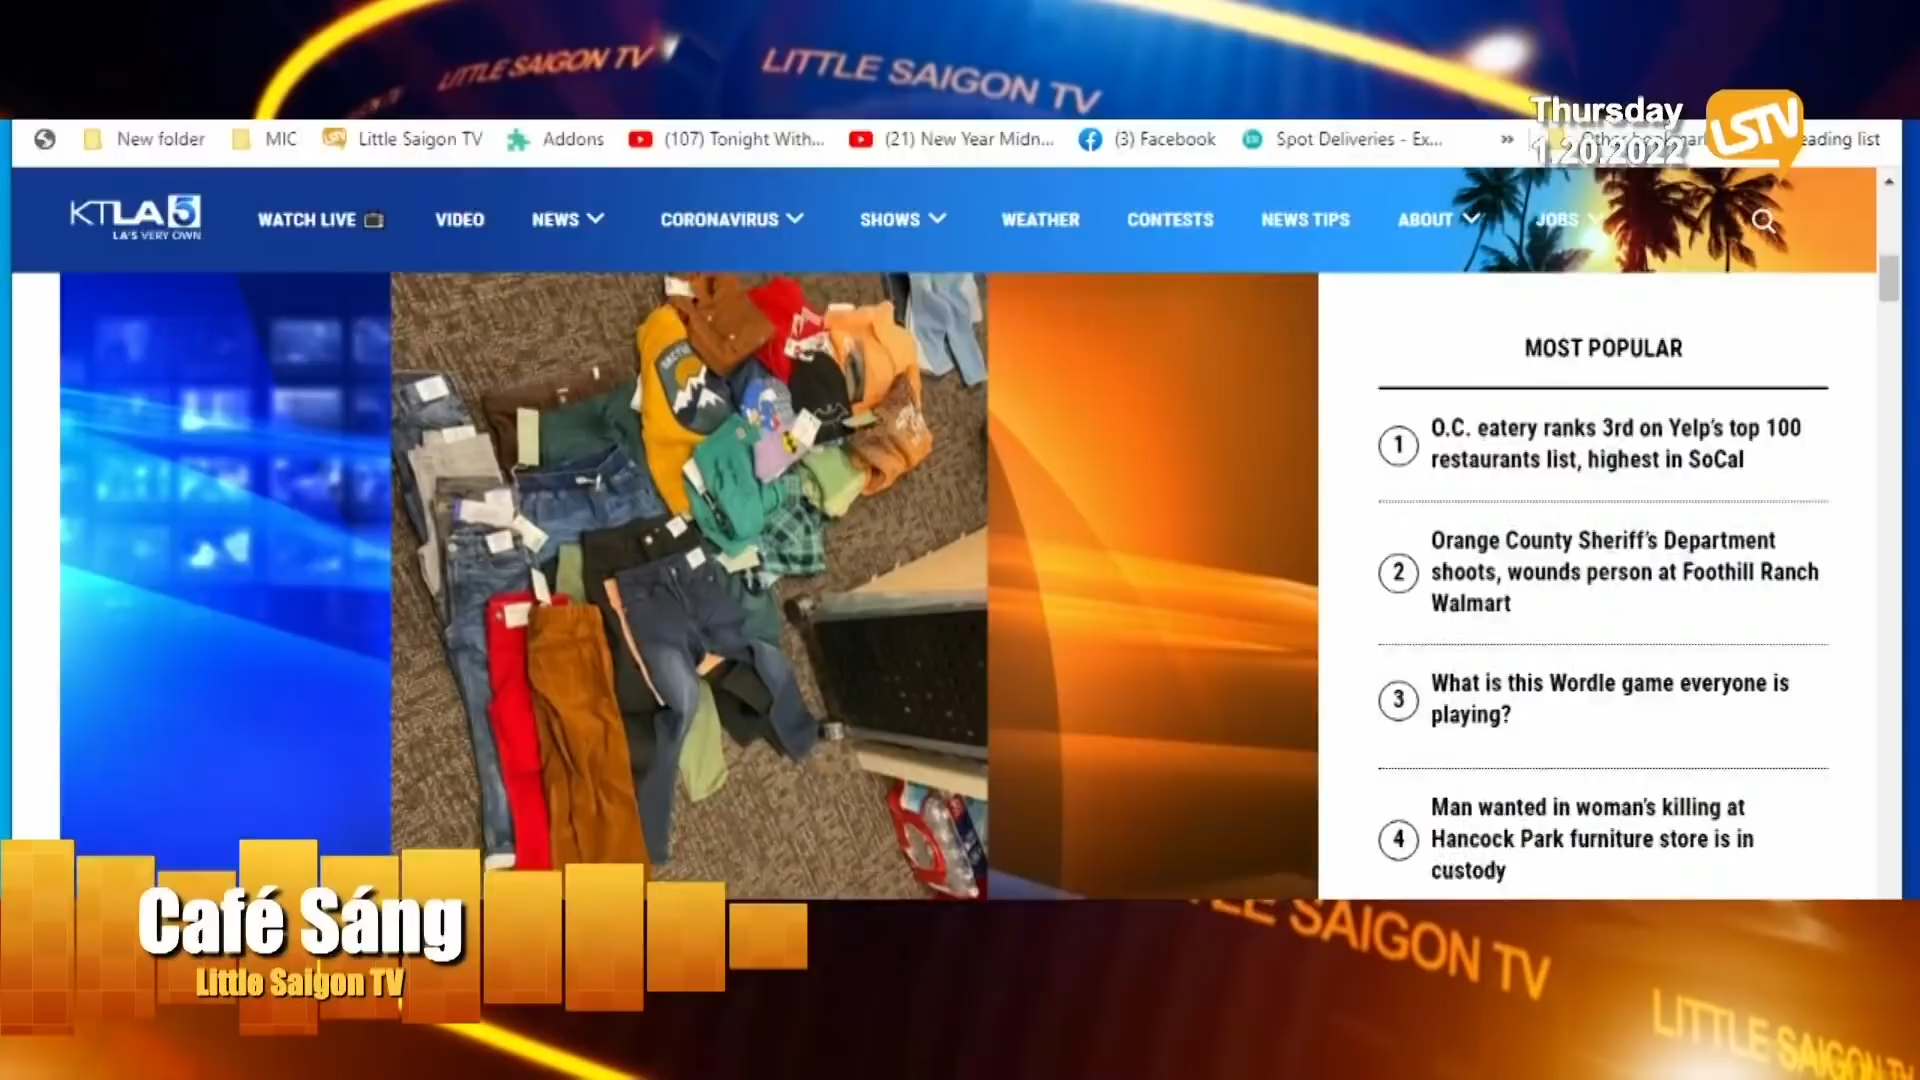 LITTLE SAIGON TV
LITTLE SAIGON TV
Thursday
1.20.2022
LSTV
New folder
MIC
Little Saigon TV
Addons
(107) Tonight With...
(21) New Year Midn...
(3) Facebook
Spot Deliveries - Ex...
»
eading list
KTLA 5
LA'S VERY OWN
WATCH LIVE
VIDEO
NEWS
CORONAVIRUS
SHOWS
WEATHER
CONTESTS
NEWS TIPS
ABOUT
JOBS
MOST POPULAR
1
O.C. eatery ranks 3rd on Yelp's top 100
restaurants list, highest in SoCal
2
Orange County Sheriff's Department
shoots, wounds person at Foothill Ranch
Walmart
3
What is this Wordle game everyone is
playing?
4
Man wanted in woman's killing at
Hancock Park furniture store is in
custody
Café Sáng
Little Saigon TV
LE SAIGON TV
LITTLE SAIGON TV